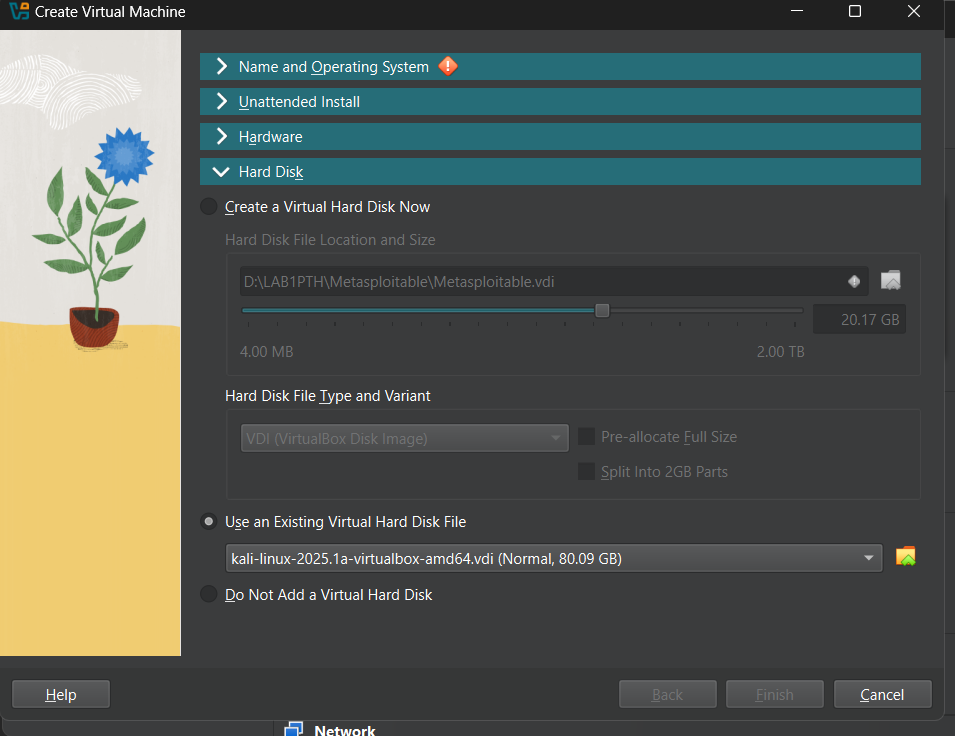 Create Virtual Machine
Name and Operating System
Unattended Install
Hardware
Hard Disk
Create a Virtual Hard Disk Now
Hard Disk File Location and Size
D:\LAB1PTH\Metasploitable\Metasploitable.vdi
20.17 GB
4.00 MB 2.00 TB
Hard Disk File Type and Variant
VDI (VirtualBox Disk Image) Pre-allocate Full Size
Split Into 2GB Parts
Use an Existing Virtual Hard Disk File
kali-linux-2025.1a-virtualbox-amd64.vdi (Normal, 80.09 GB)
Do Not Add a Virtual Hard Disk
Help Back Finish Cancel
Network